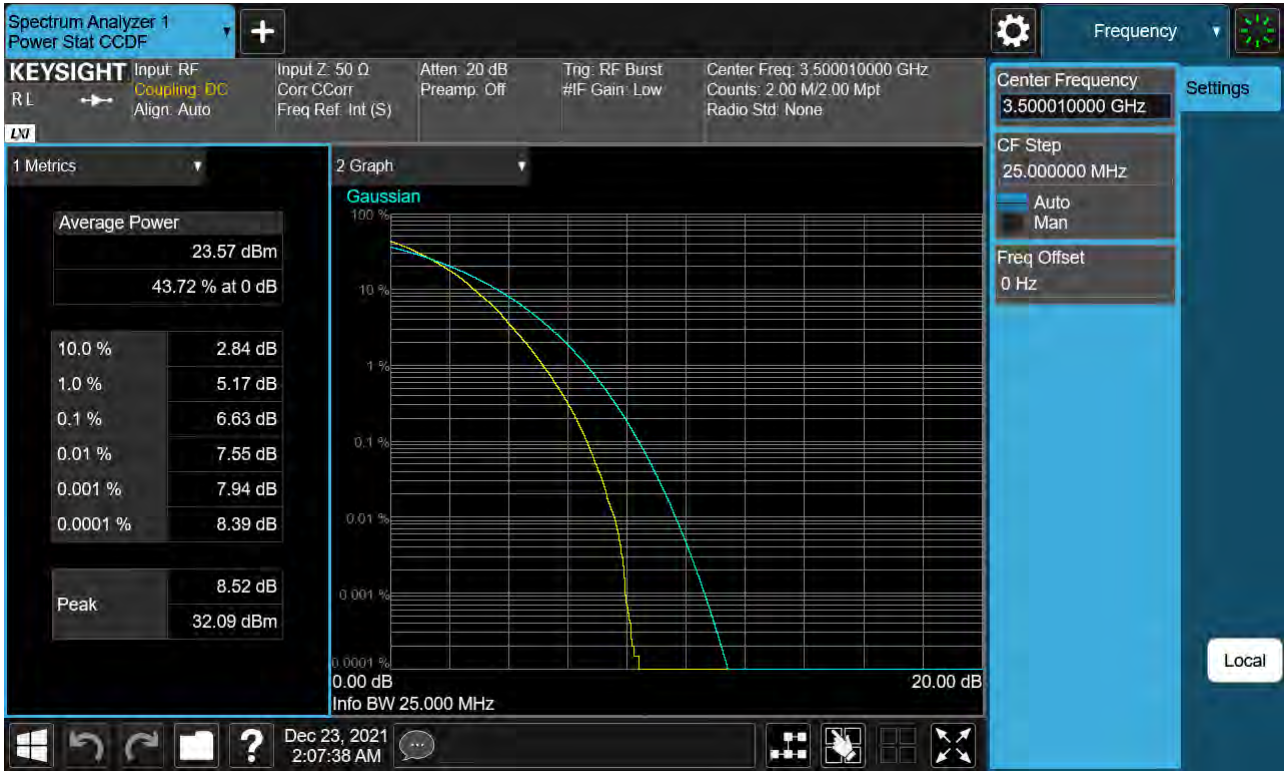 Spectrum Analyzer 1
Power Stat CCDF
Frequency
KEYSIGHT
RL
LXI
Input: RF
Coupling: DC
Align: Auto
Input Z: 50 Ω
Corr CCorr
Freq Ref: Int (S)
Atten: 20 dB
Preamp: Off
Trig: RF Burst
#IF Gain: Low
Center Freq: 3.500010000 GHz
Counts: 2.00 M/2.00 Mpt
Radio Std: None
Center Frequency
3.500010000 GHz
Settings
CF Step
25.000000 MHz
Auto
Man
Freq Offset
0 Hz
1 Metrics
Average Power
23.57 dBm
43.72 % at 0 dB
10.0 % 2.84 dB
1.0 % 5.17 dB
0.1 % 6.63 dB
0.01 % 7.55 dB
0.001 % 7.94 dB
0.0001 % 8.39 dB
Peak
8.52 dB
32.09 dBm
2 Graph
Gaussian
100 %
10 %
1 %
0.1 %
0.01 %
0.001 %
0.0001 %
0.00 dB 20.00 dB
Info BW 25.000 MHz
Local
?
Dec 23, 2021
2:07:38 AM